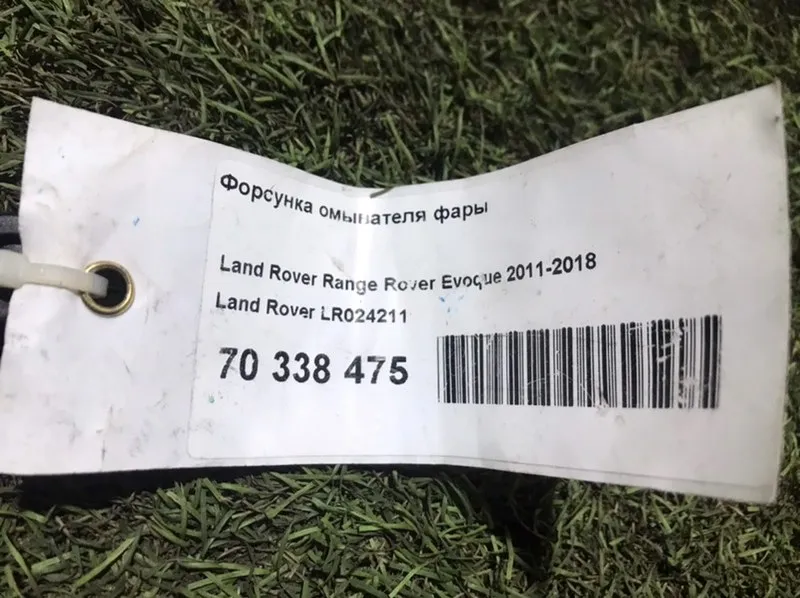 Форсунка омывателя фары
Land Rover Range Rover Evoque 2011-2018
Land Rover LR024211
70 338 475